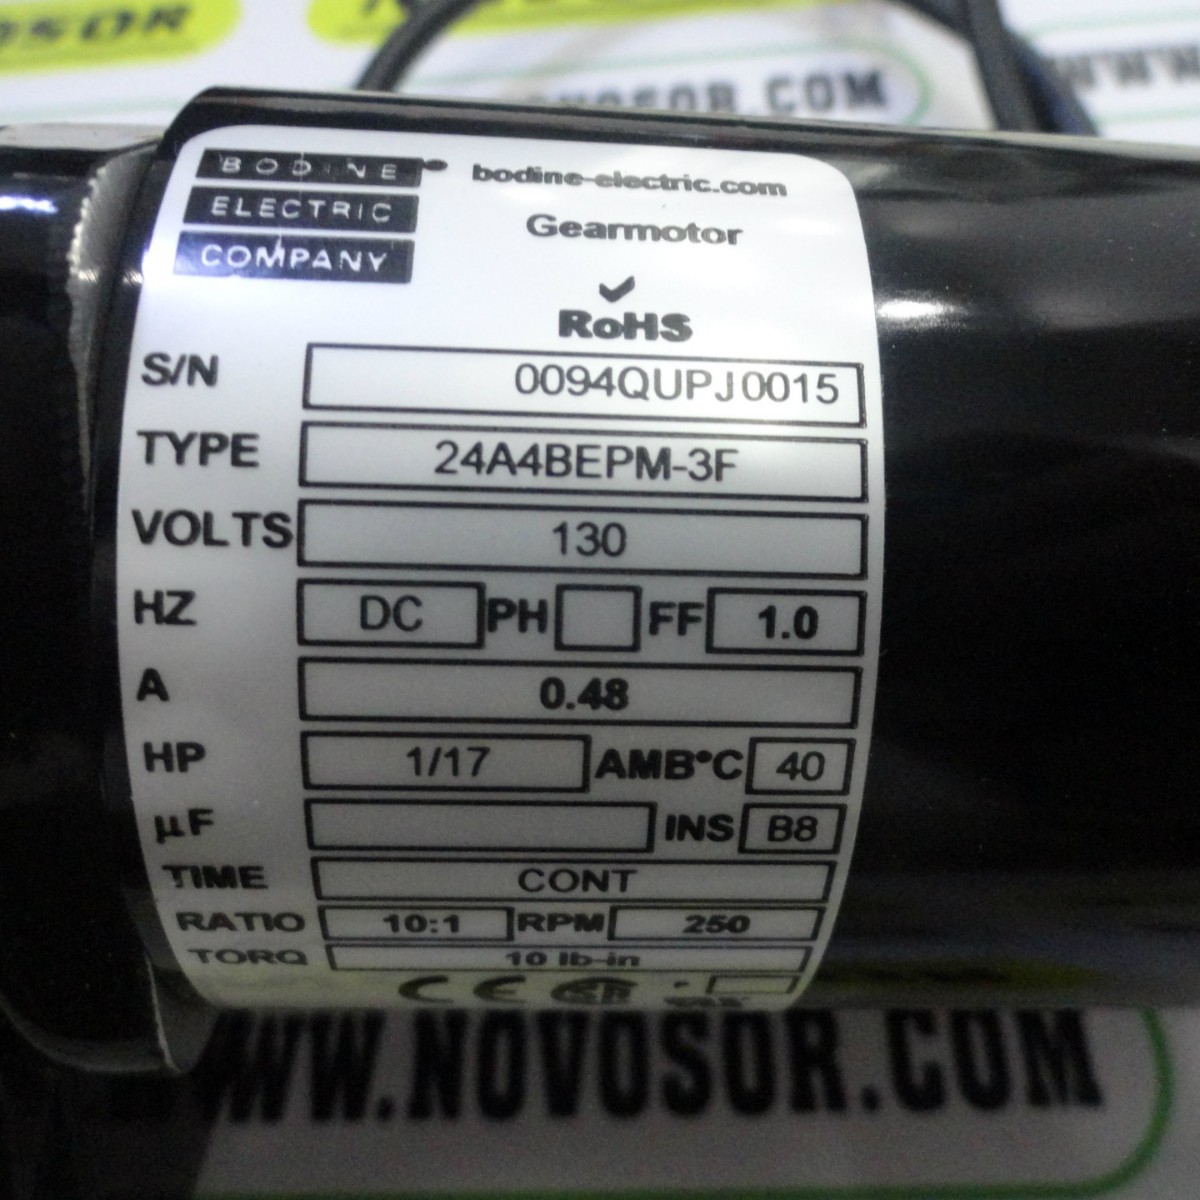 NOVOSOR.COM
BODINE
ELECTRIC
COMPANY
bodine-electric.com
Gearmotor
RoHS
S/N 0094QUPJ0015
TYPE 24A4BEPM-3F
VOLTS 130
HZ DC PH FF 1.0
A 0.48
HP 1/17 AMB°C 40
µF INS B8
TIME CONT
RATIO 10:1 RPM 250
TORQ 10 lb-in
CE
WWW.NOVOSOR.COM